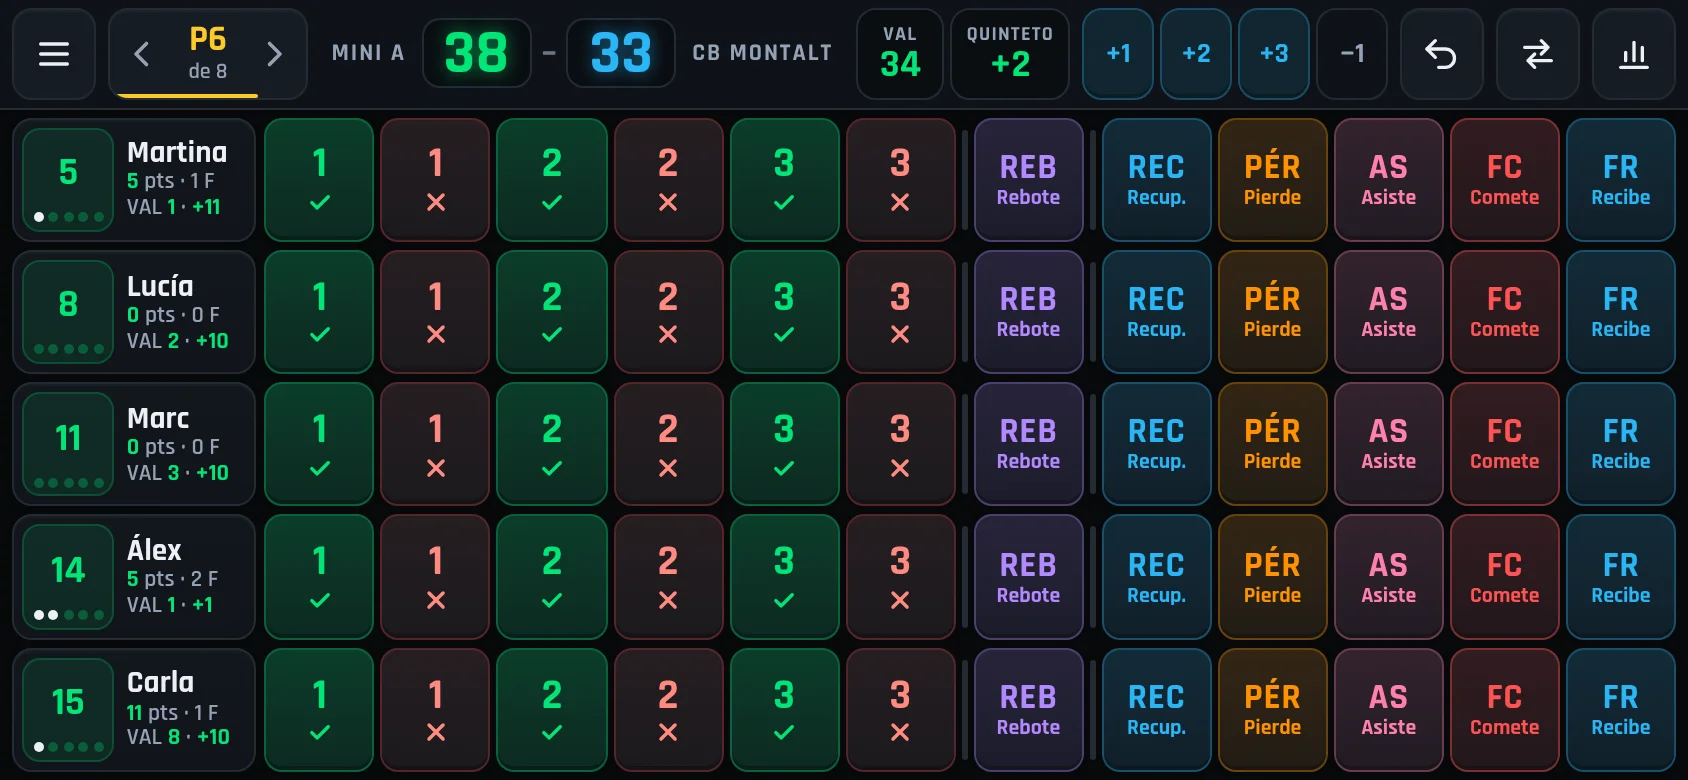 P6
de 8
MINI A
38 – 33
CB MONTALT
VAL
34
QUINTETO
+2
+1
+2
+3
−1
5
Martina
5 pts · 1 F
VAL 1 · +11
1 1 2 2 3 3
REB REC PÉR AS FC FR
Rebote Recup. Pierde Asiste Comete Recibe
8
Lucía
0 pts · 0 F
VAL 2 · +10
1 1 2 2 3 3
REB REC PÉR AS FC FR
Rebote Recup. Pierde Asiste Comete Recibe
11
Marc
0 pts · 0 F
VAL 3 · +10
1 1 2 2 3 3
REB REC PÉR AS FC FR
Rebote Recup. Pierde Asiste Comete Recibe
14
Álex
5 pts · 2 F
VAL 1 · +1
1 1 2 2 3 3
REB REC PÉR AS FC FR
Rebote Recup. Pierde Asiste Comete Recibe
15
Carla
11 pts · 1 F
VAL 8 · +10
1 1 2 2 3 3
REB REC PÉR AS FC FR
Rebote Recup. Pierde Asiste Comete Recibe